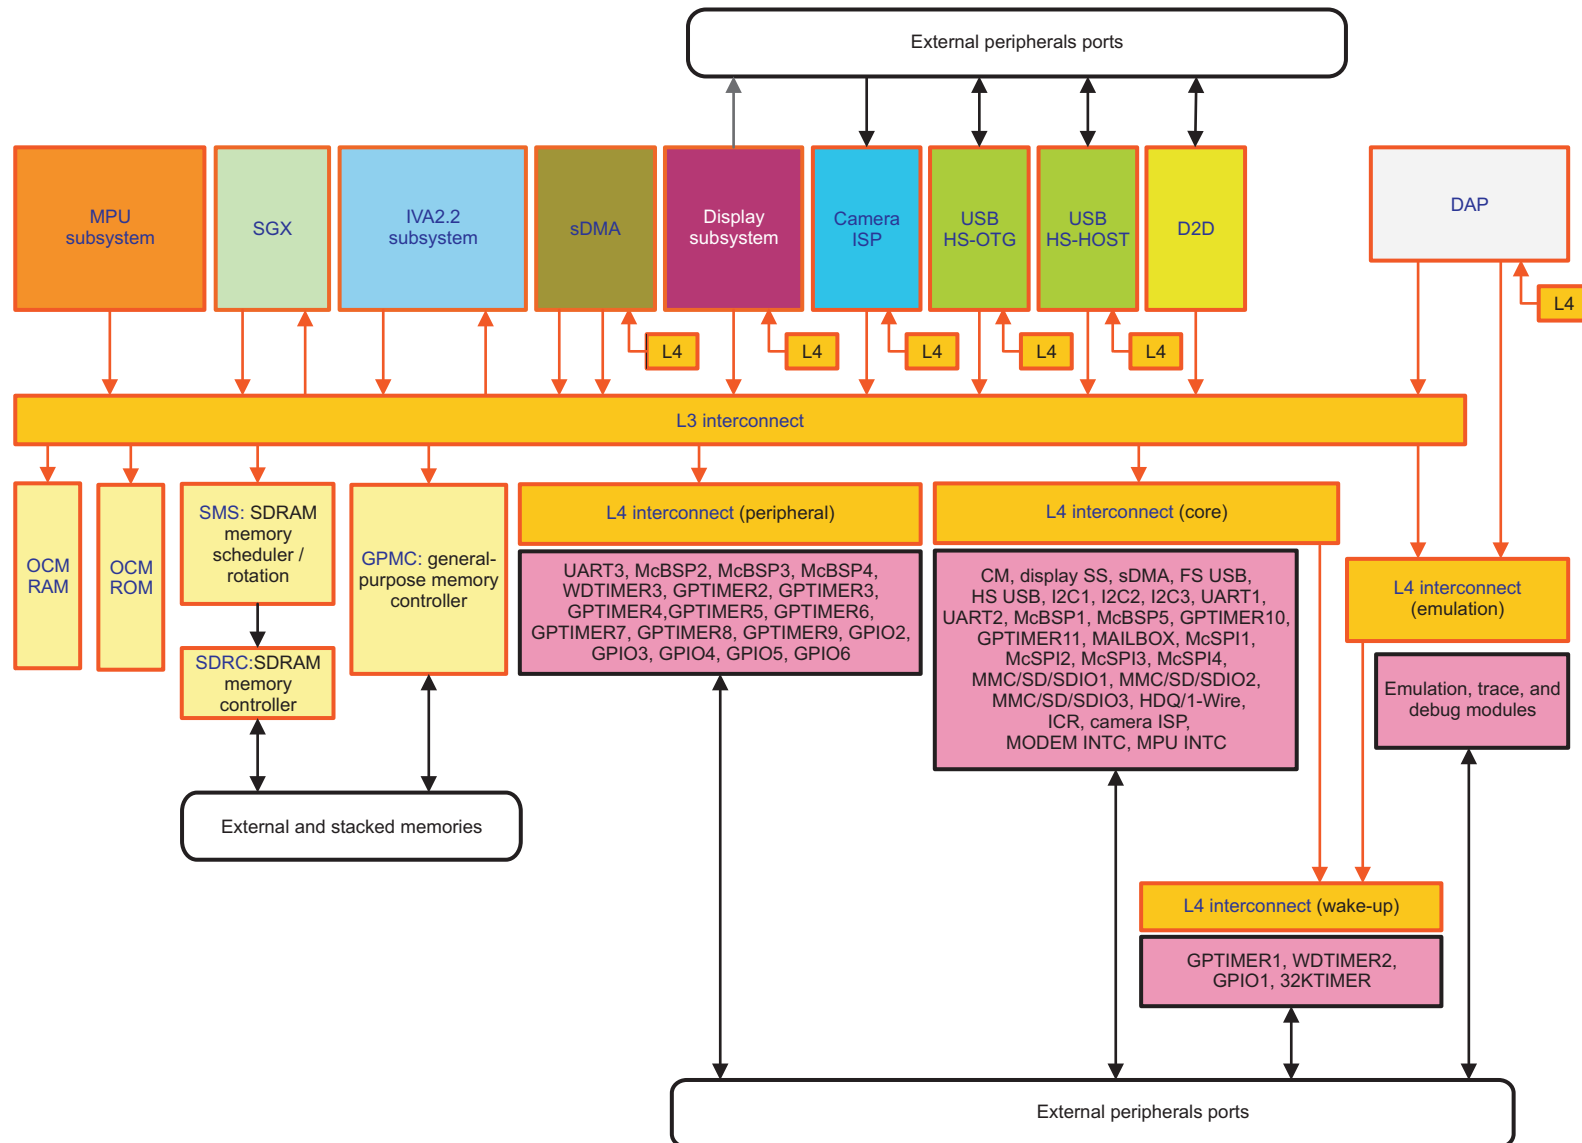 External peripherals ports
MPU
subsystem
SGX
IVA2.2
subsystem
sDMA
Display
subsystem
Camera
ISP
USB
HS-OTG
USB
HS-HOST
D2D
DAP
L4
L4
L4
L4
L4
L4
L3 interconnect
OCM
RAM
OCM
ROM
SMS: SDRAM
memory
scheduler /
rotation
SDRC:SDRAM
memory
controller
GPMC: general-
purpose memory
controller
External and stacked memories
L4 interconnect (peripheral)
UART3, McBSP2, McBSP3, McBSP4,
WDTIMER3, GPTIMER2, GPTIMER3,
GPTIMER4,GPTIMER5, GPTIMER6,
GPTIMER7, GPTIMER8, GPTIMER9, GPIO2,
GPIO3, GPIO4, GPIO5, GPIO6
L4 interconnect (core)
CM, display SS, sDMA, FS USB,
HS USB, I2C1, I2C2, I2C3, UART1,
UART2, McBSP1, McBSP5, GPTIMER10,
GPTIMER11, MAILBOX, McSPI1,
McSPI2, McSPI3, McSPI4,
MMC/SD/SDIO1, MMC/SD/SDIO2,
MMC/SD/SDIO3, HDQ/1-Wire,
ICR, camera ISP,
MODEM INTC, MPU INTC
L4 interconnect
(emulation)
Emulation, trace, and
debug modules
L4 interconnect (wake-up)
GPTIMER1, WDTIMER2,
GPIO1, 32KTIMER
External peripherals ports